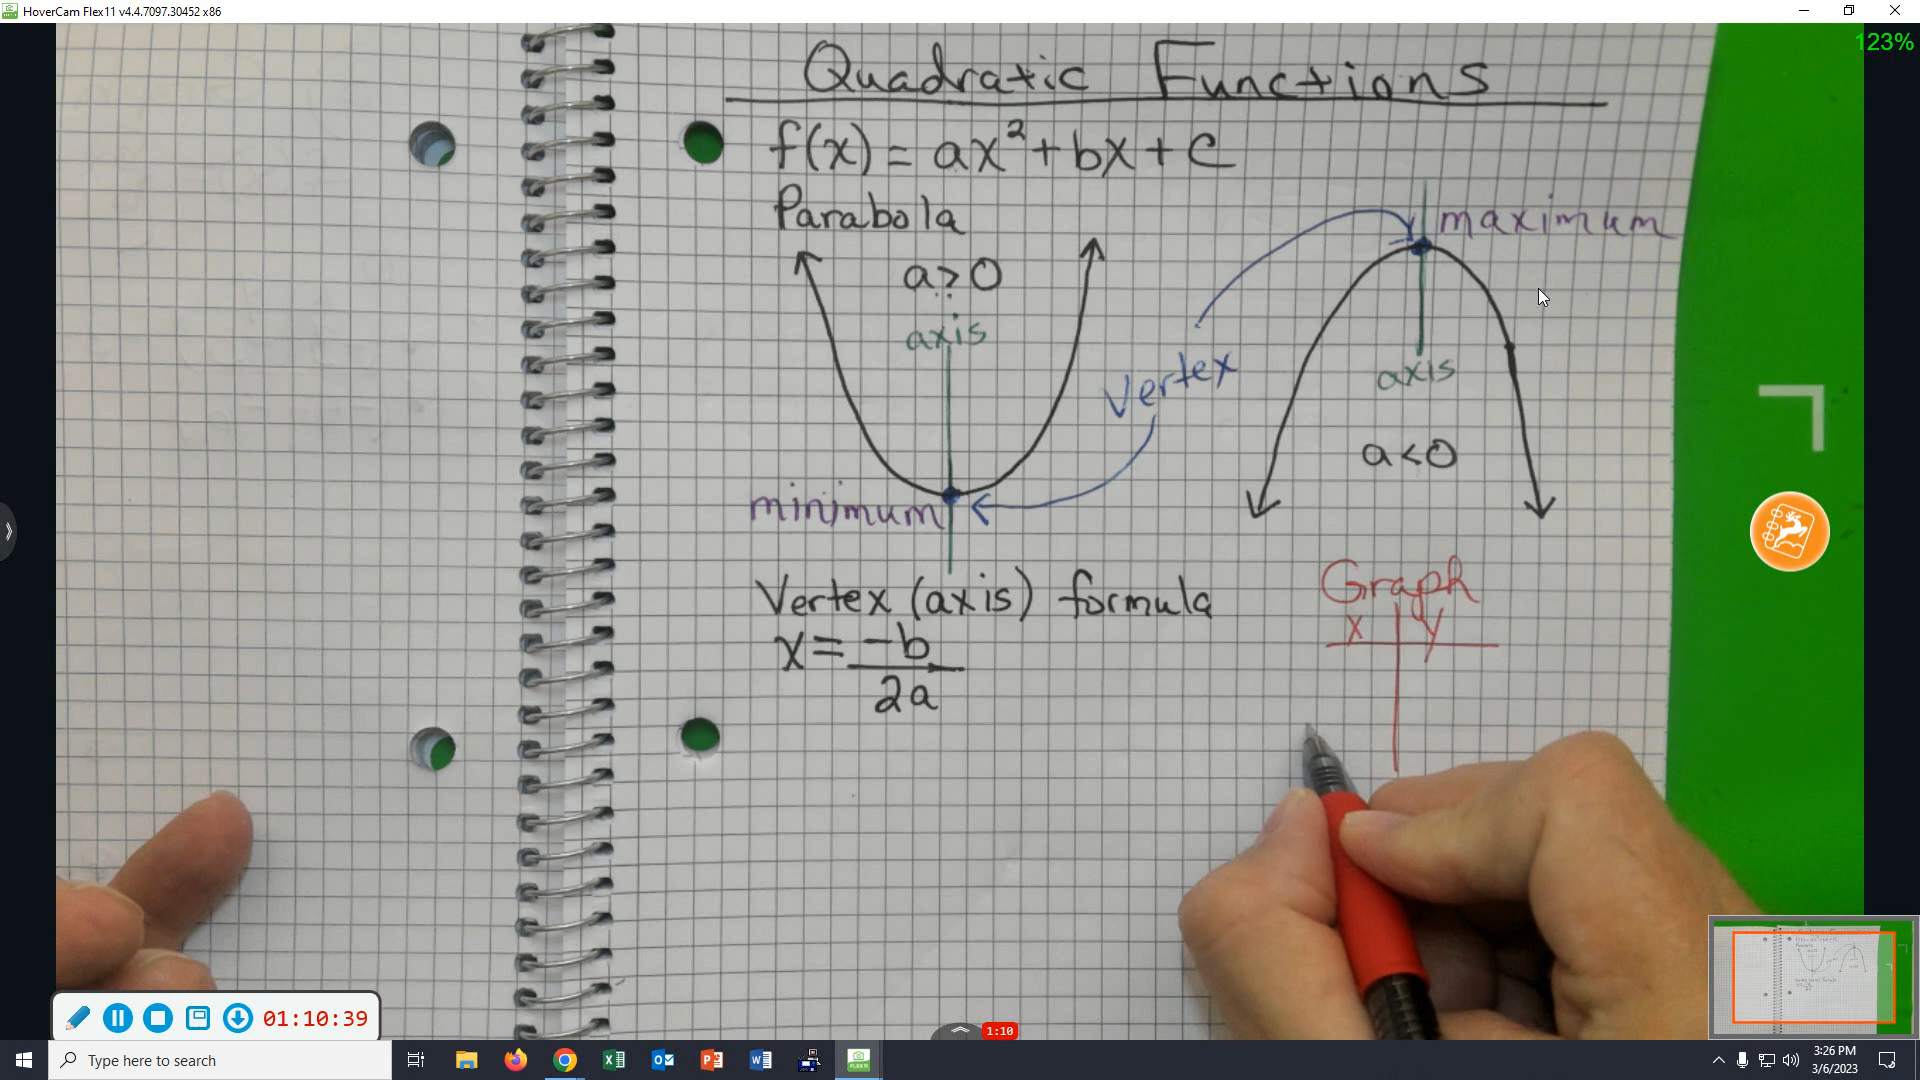 HoverCam Flex11 v4.4.7097.30452 x86
123%
Quadratic Functions
f(x) = ax²+bx+c
Parabola
maximum
a>0
axis
Vertex
axis
a<0
minimum
Vertex (axis) formula
x = -b
2a
Graph
x y
01:10:39
1:10
Type here to search
3:26 PM
3/6/2023